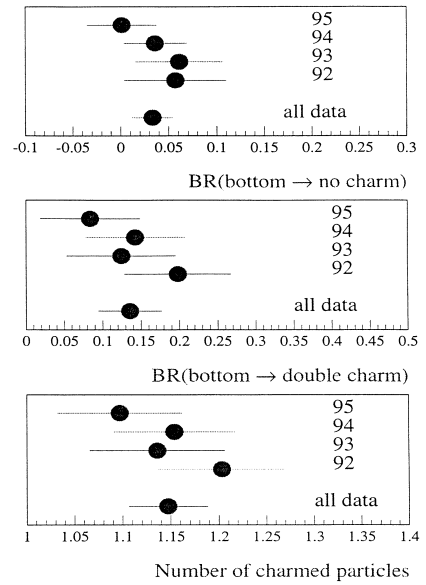 95
94
93
92
all data
-0.1 -0.05 0 0.05 0.1 0.15 0.2 0.25 0.3
BR(bottom → no charm)
95
94
93
92
all data
0 0.05 0.1 0.15 0.2 0.25 0.3 0.35 0.4 0.45 0.5
BR(bottom → double charm)
95
94
93
92
all data
1 1.05 1.1 1.15 1.2 1.25 1.3 1.35 1.4
Number of charmed particles